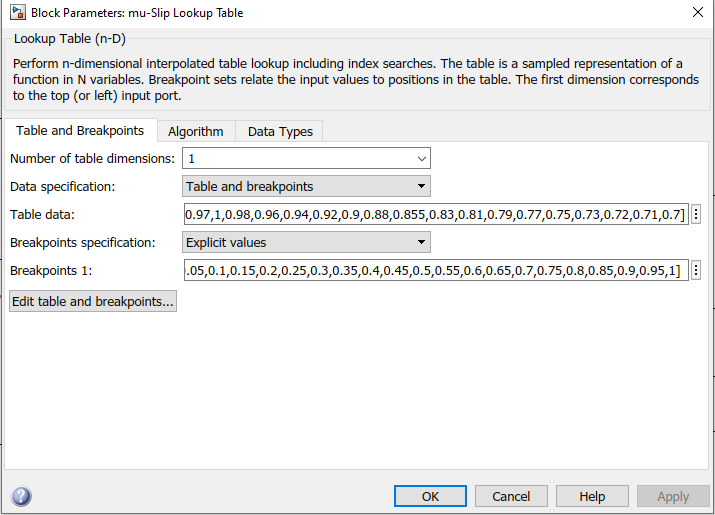 Block Parameters: mu-Slip Lookup Table
Lookup Table (n-D)
Perform n-dimensional interpolated table lookup including index searches. The table is a sampled representation of a
function in N variables. Breakpoint sets relate the input values to positions in the table. The first dimension corresponds
to the top (or left) input port.
Table and Breakpoints Algorithm Data Types
Number of table dimensions: 1
Data specification: Table and breakpoints
Table data: 0.97,1,0.98,0.96,0.94,0.92,0.9,0.88,0.855,0.83,0.81,0.79,0.77,0.75,0.73,0.72,0.71,0.7]
Breakpoints specification: Explicit values
Breakpoints 1: .05,0.1,0.15,0.2,0.25,0.3,0.35,0.4,0.45,0.5,0.55,0.6,0.65,0.7,0.75,0.8,0.85,0.9,0.95,1]
Edit table and breakpoints...
OK Cancel Help Apply